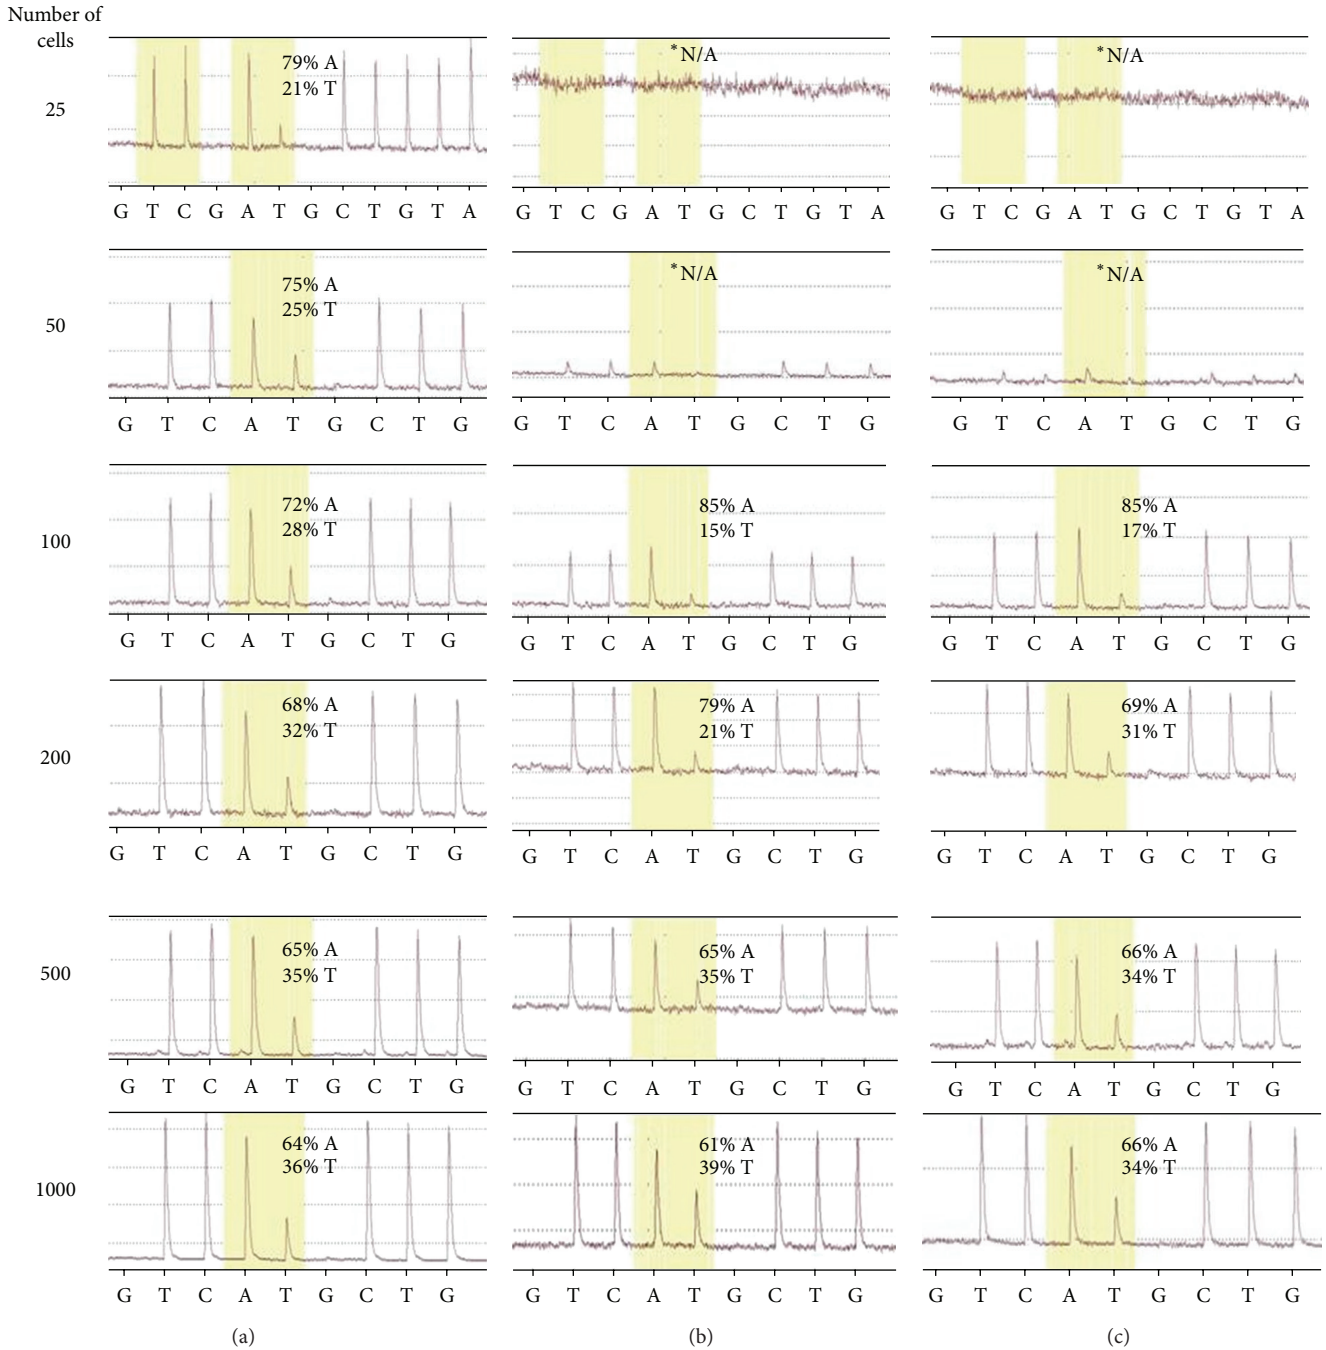 Number of
cells
25
79% A
21% T
*N/A
*N/A
G T C G A T G C T G T A
G T C G A T G C T G T A
G T C G A T G C T G T A
50
75% A
25% T
*N/A
*N/A
G T C A T G C T G
G T C A T G C T G
G T C A T G C T G
100
72% A
28% T
85% A
15% T
85% A
17% T
G T C A T G C T G
G T C A T G C T G
G T C A T G C T G
200
68% A
32% T
79% A
21% T
69% A
31% T
G T C A T G C T G
G T C A T G C T G
G T C A T G C T G
500
65% A
35% T
65% A
35% T
66% A
34% T
G T C A T G C T G
G T C A T G C T G
G T C A T G C T G
1000
64% A
36% T
61% A
39% T
66% A
34% T
G T C A T G C T G
G T C A T G C T G
G T C A T G C T G
(a)
(b)
(c)